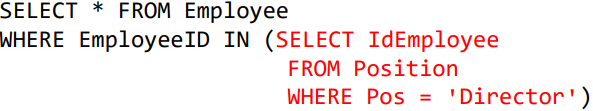 SELECT * FROM Employee
WHERE EmployeeID IN (SELECT IdEmployee
FROM Position
WHERE Pos = 'Director')